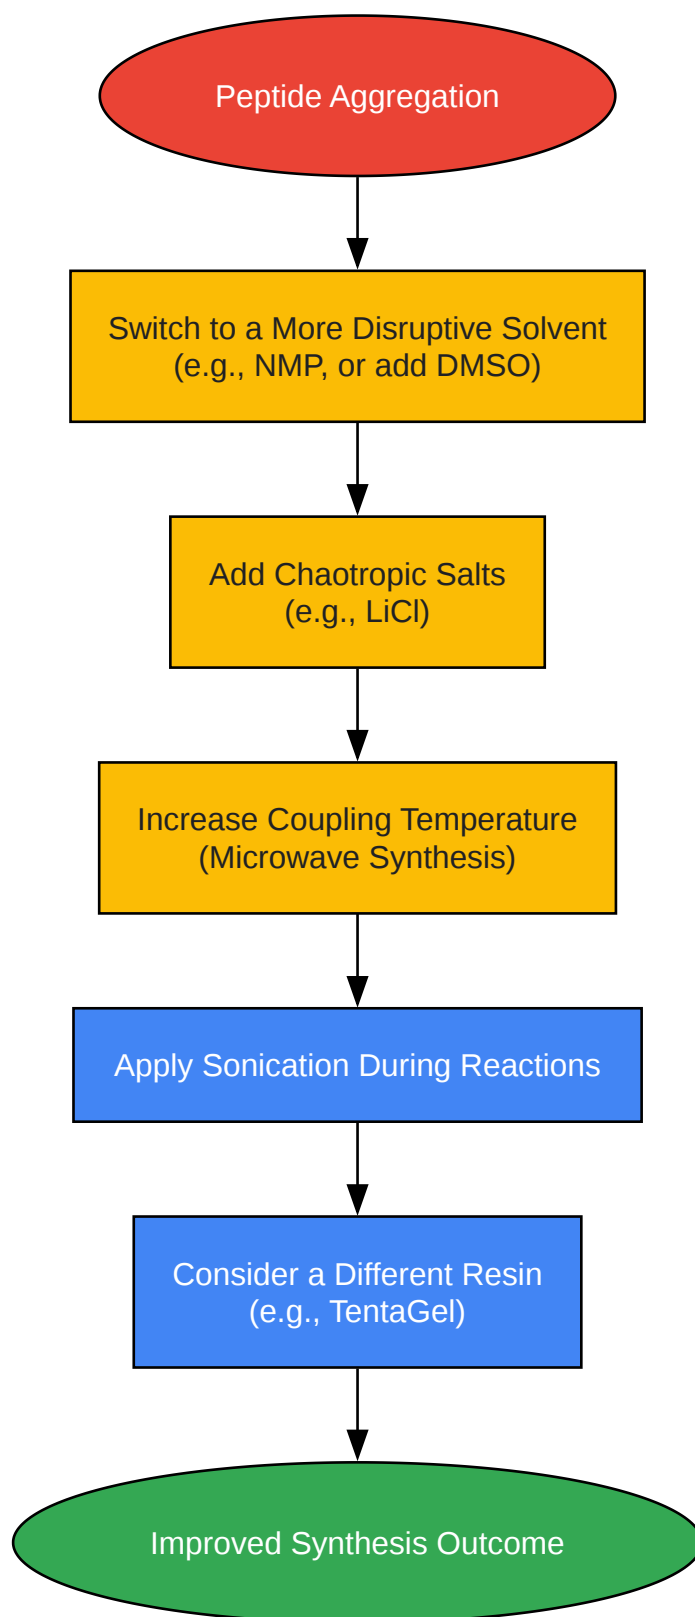 Peptide Aggregation
Switch to a More Disruptive Solvent
(e.g., NMP, or add DMSO)
Add Chaotropic Salts
(e.g., LiCl)
Increase Coupling Temperature
(Microwave Synthesis)
Apply Sonication During Reactions
Consider a Different Resin
(e.g., TentaGel)
Improved Synthesis Outcome